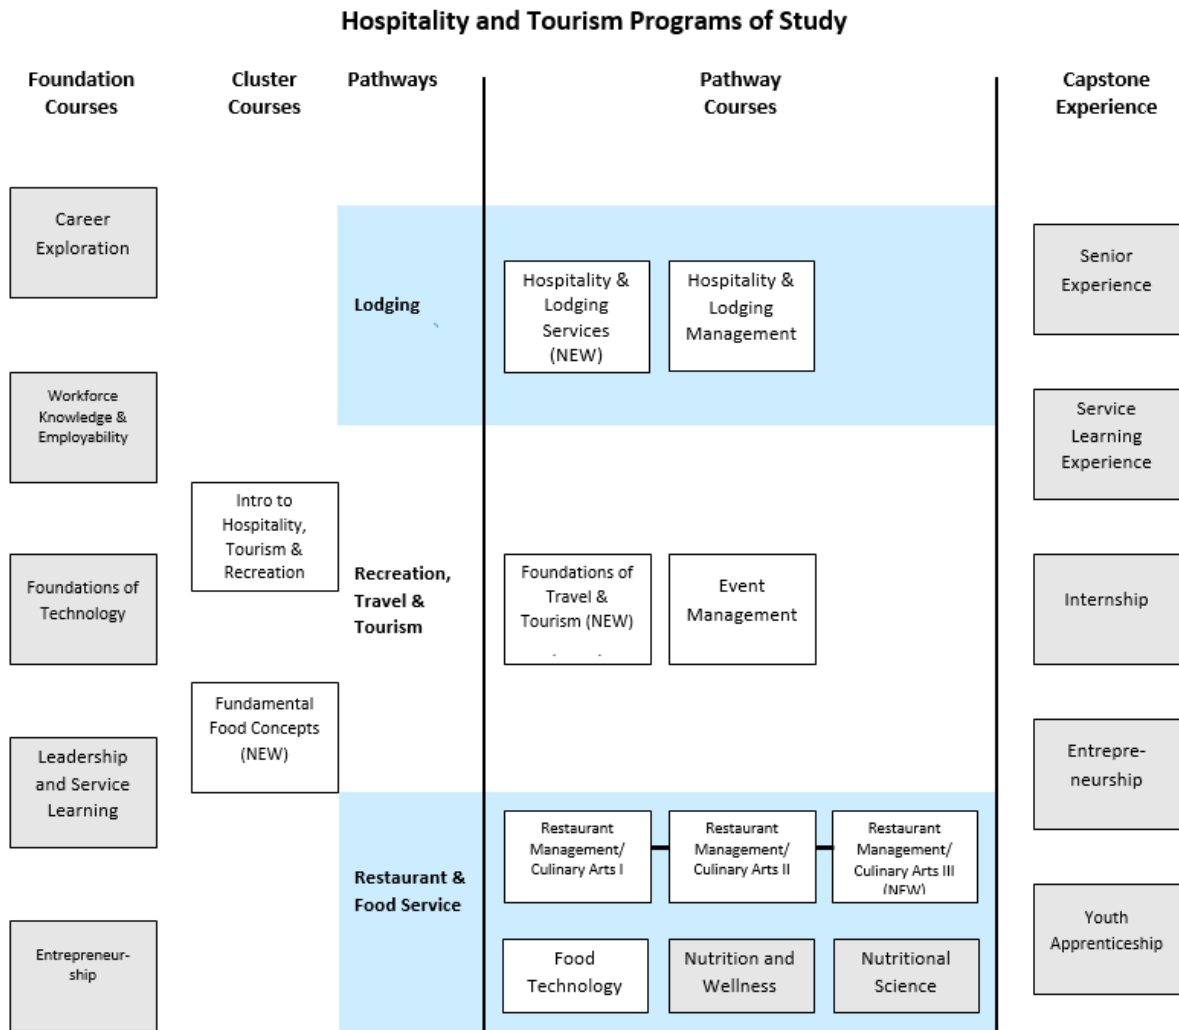 Hospitality and Tourism Programs of Study
Foundation
Courses
Cluster
Courses
Pathways
Pathway
Courses
Capstone
Experience
Career
Exploration
Workforce
Knowledge &
Employability
Foundations of
Technology
Leadership
and Service
Learning
Entrepreneur-
ship
Intro to
Hospitality,
Tourism &
Recreation
Fundamental
Food Concepts
(NEW)
Lodging
Hospitality &
Lodging
Services
(NEW)
Hospitality &
Lodging
Management
Recreation,
Travel &
Tourism
Foundations of
Travel &
Tourism (NEW)
Event
Management
Restaurant &
Food Service
Restaurant
Management/
Culinary Arts I
Restaurant
Management/
Culinary Arts II
Restaurant
Management/
Culinary Arts III
(NEW)
Food
Technology
Nutrition and
Wellness
Nutritional
Science
Senior
Experience
Service
Learning
Experience
Internship
Entrepre-
neurship
Youth
Apprenticeship